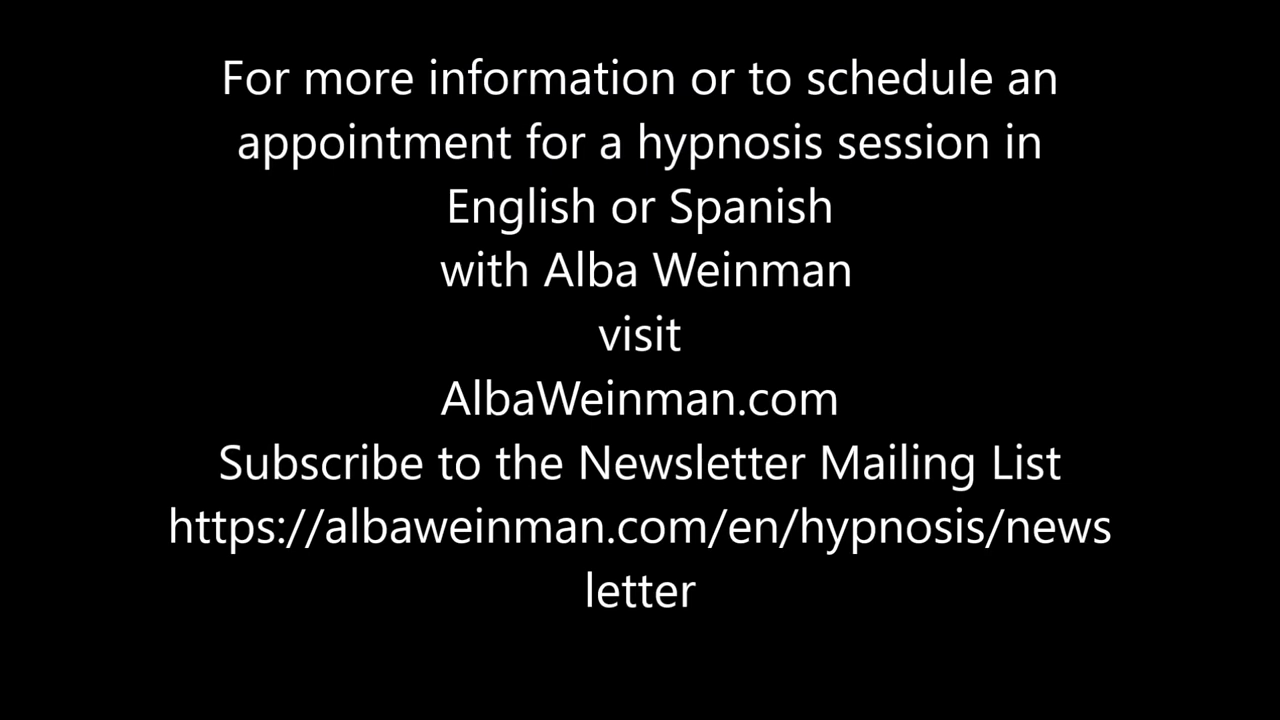 For more information or to schedule an
appointment for a hypnosis session in
English or Spanish
with Alba Weinman
visit
AlbaWeinman.com
Subscribe to the Newsletter Mailing List
https://albaweinman.com/en/hypnosis/news
letter